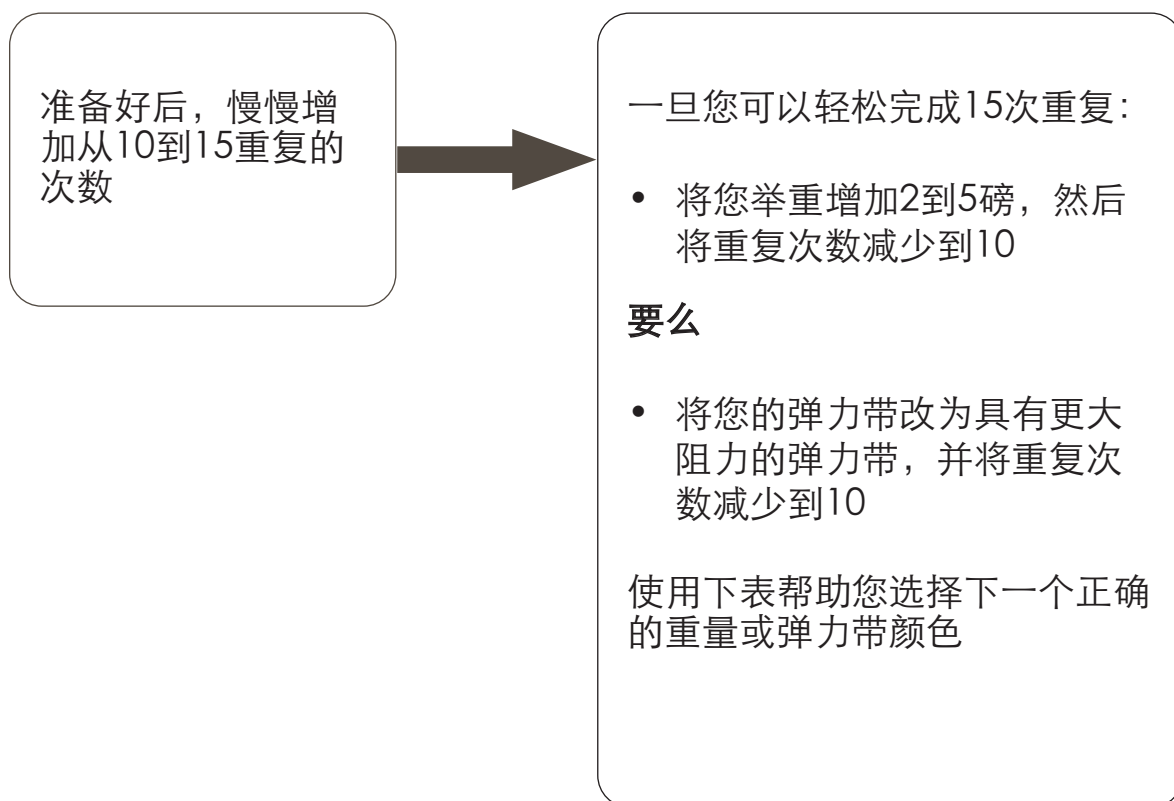 准备好后，慢慢增
加从10到15重复的
次数
一旦您可以轻松完成15次重复：
• 将您举重增加2到5磅，然后
将重复次数减少到10
要么
• 将您的弹力带改为具有更大
阻力的弹力带，并将重复次
数减少到10
使用下表帮助您选择下一个正确
的重量或弹力带颜色